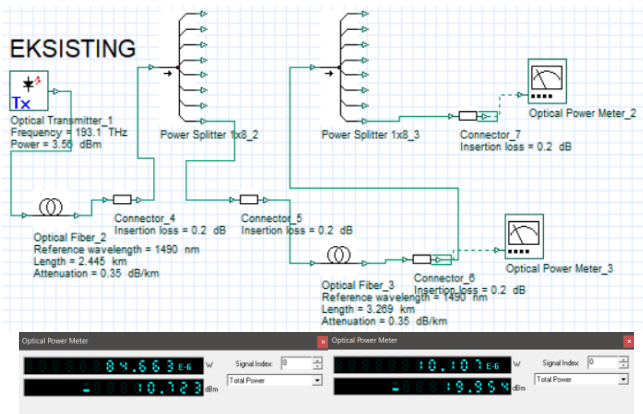 EKSISTING
Tx
Optical Transmitter_1
Frequency = 193.1 THz
Power = 3.56 dBm
Power Splitter 1x8_2
Power Splitter 1x8_3
Optical Power Meter_2
Connector_7
Insertion loss = 0.2 dB
Connector_4
Insertion loss = 0.2 dB
Connector_5
Insertion loss = 0.2 dB
Optical Fiber_2
Reference wavelength = 1490 nm
Length = 2.445 km
Attenuation = 0.35 dB/km
Optical Power Meter_3
Connector_6
Insertion loss = 0.2 dB
Optical Fiber_3
Reference wavelength = 1490 nm
Length = 3.269 km
Attenuation = 0.35 dB/km
Optical Power Meter
84.663 E-6 W
Signal Index: 0
-10.723 dBm
Total Power
Optical Power Meter
10.107 E-6 W
Signal Index: 0
-19.954 dBm
Total Power